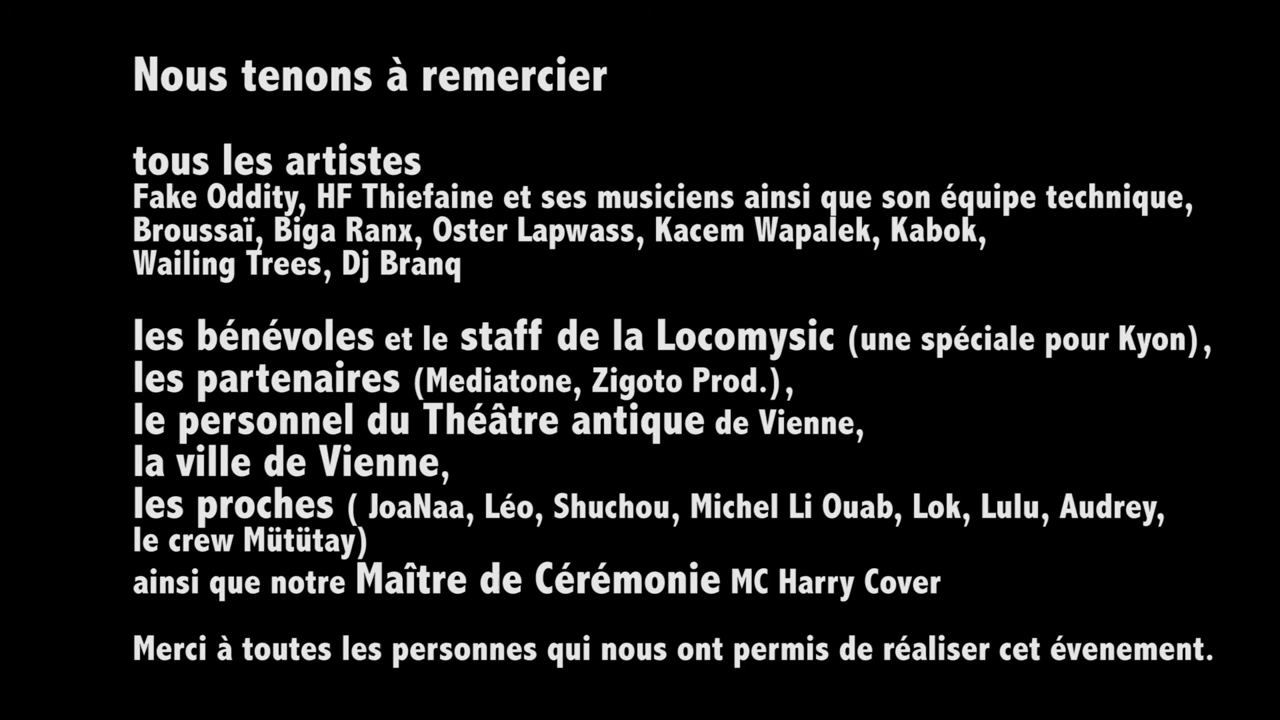 Nous tenons à remercier
tous les artistes
Fake Oddity, HF Thiefaine et ses musiciens ainsi que son équipe technique,
Broussaï, Biga Ranx, Oster Lapwass, Kacem Wapalek, Kabok,
Wailing Trees, Dj Branq
les bénévoles et le staff de la Locomysic (une spéciale pour Kyon),
les partenaires (Mediatone, Zigoto Prod.),
le personnel du Théâtre antique de Vienne,
la ville de Vienne,
les proches ( JoaNaa, Léo, Shuchou, Michel Li Ouab, Lok, Lulu, Audrey,
le crew Mütütay)
ainsi que notre Maître de Cérémonie MC Harry Cover
Merci à toutes les personnes qui nous ont permis de réaliser cet évenement.